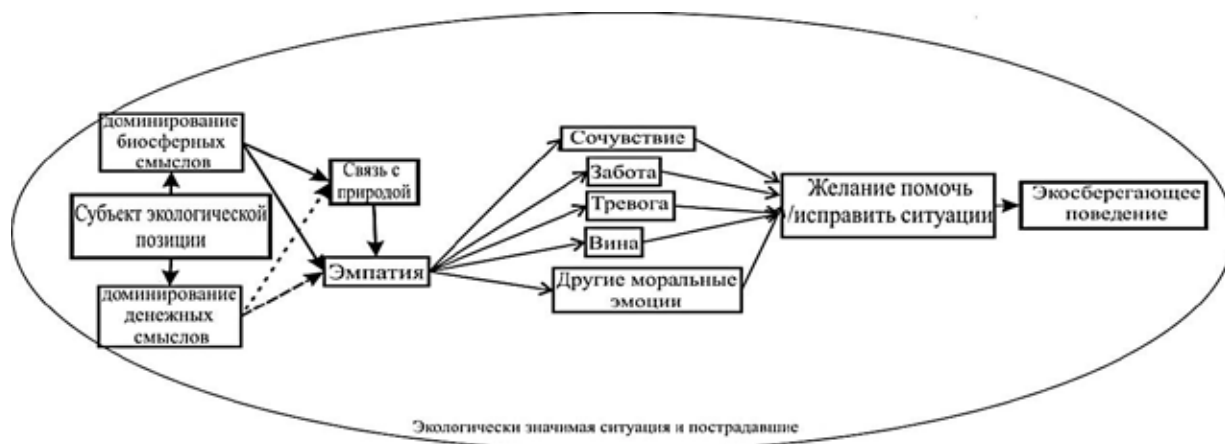 доминирование
биосферных
смыслов
Субъект экологической
позиции
доминирование
денежных
смыслов
Связь с
природой
Эмпатия
Сочувствие
Забота
Тревога
Вина
Другие моральные
эмоции
Желание помочь
/исправить ситуации
Экосберегающее
поведение
Экологически значимая ситуация и пострадавшие